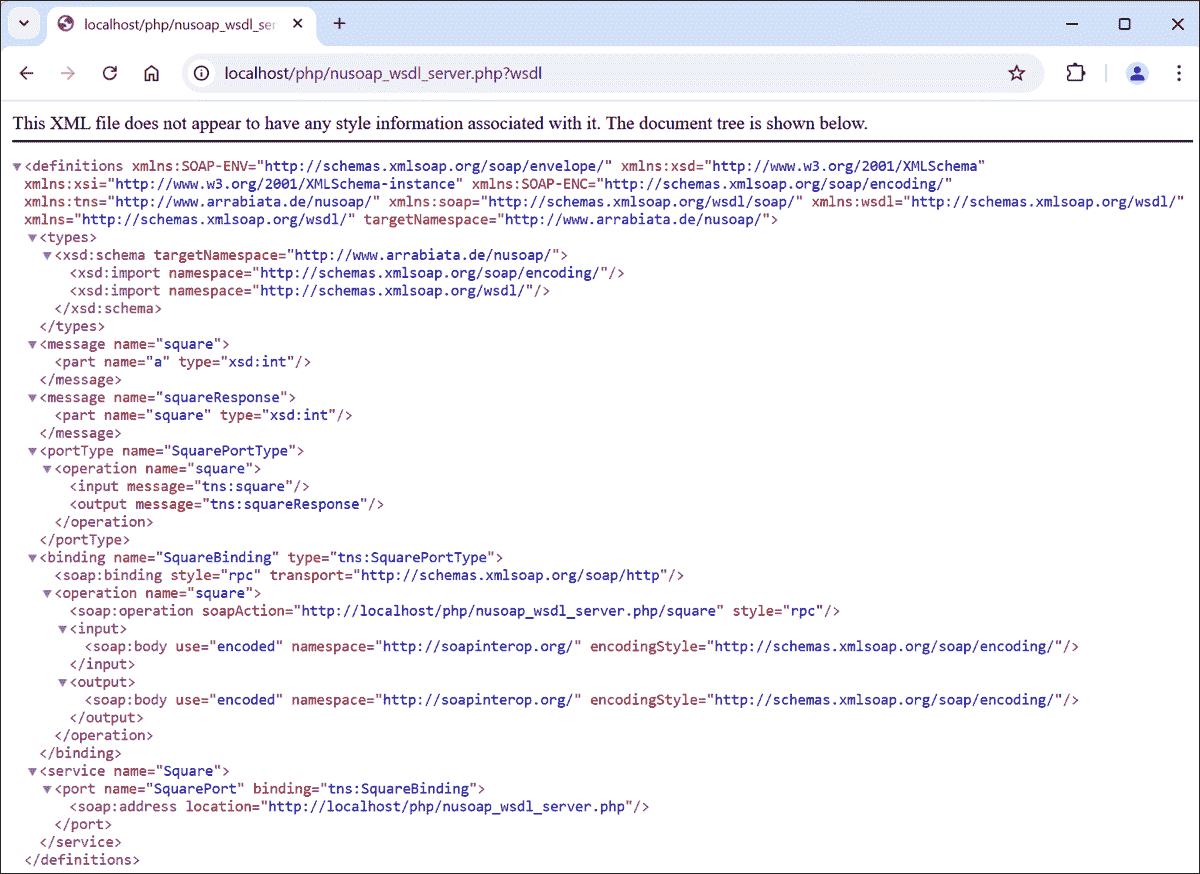 localhost/php/nusoap_wsdl_ser
localhost/php/nusoap_wsdl_server.php?wsdl
This XML file does not appear to have any style information associated with it. The document tree is shown below.
<definitions xmlns:SOAP-ENV="http://schemas.xmlsoap.org/soap/envelope/" xmlns:xsd="http://www.w3.org/2001/XMLSchema"
xmlns:xsi="http://www.w3.org/2001/XMLSchema-instance" xmlns:SOAP-ENC="http://schemas.xmlsoap.org/soap/encoding/"
xmlns:tns="http://www.arrabiata.de/nusoap/" xmlns:soap="http://schemas.xmlsoap.org/wsdl/soap/" xmlns:wsdl="http://schemas.xmlsoap.org/wsdl/"
xmlns="http://schemas.xmlsoap.org/wsdl/" targetNamespace="http://www.arrabiata.de/nusoap/">
<types>
<xsd:schema targetNamespace="http://www.arrabiata.de/nusoap/">
<xsd:import namespace="http://schemas.xmlsoap.org/soap/encoding/"/>
<xsd:import namespace="http://schemas.xmlsoap.org/wsdl/"/>
</xsd:schema>
</types>
<message name="square">
<part name="a" type="xsd:int"/>
</message>
<message name="squareResponse">
<part name="square" type="xsd:int"/>
</message>
<portType name="SquarePortType">
<operation name="square">
<input message="tns:square"/>
<output message="tns:squareResponse"/>
</operation>
</portType>
<binding name="SquareBinding" type="tns:SquarePortType">
<soap:binding style="rpc" transport="http://schemas.xmlsoap.org/soap/http"/>
<operation name="square">
<soap:operation soapAction="http://localhost/php/nusoap_wsdl_server.php/square" style="rpc"/>
<input>
<soap:body use="encoded" namespace="http://soapinterop.org/" encodingStyle="http://schemas.xmlsoap.org/soap/encoding/"/>
</input>
<output>
<soap:body use="encoded" namespace="http://soapinterop.org/" encodingStyle="http://schemas.xmlsoap.org/soap/encoding/"/>
</output>
</operation>
</binding>
<service name="Square">
<port name="SquarePort" binding="tns:SquareBinding">
<soap:address location="http://localhost/php/nusoap_wsdl_server.php"/>
</port>
</service>
</definitions>